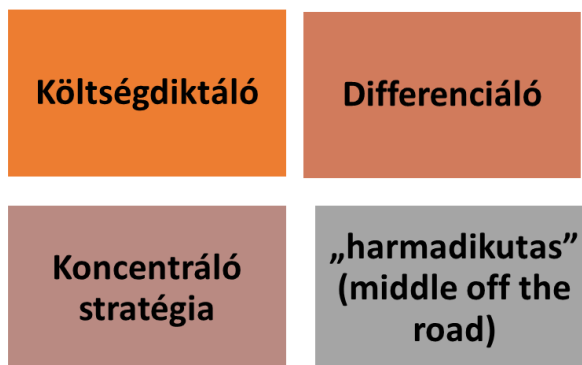 Költségdiktáló
Differenciáló
Koncentráló
stratégia
„harmadikutas”
(middle off the
road)